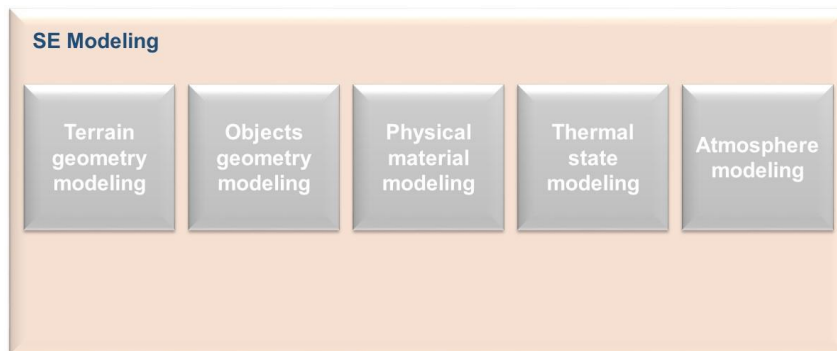 SE Modeling
Terrain
geometry
modeling
Objects
geometry
modeling
Physical
material
modeling
Thermal
state
modeling
Atmosphere
modeling